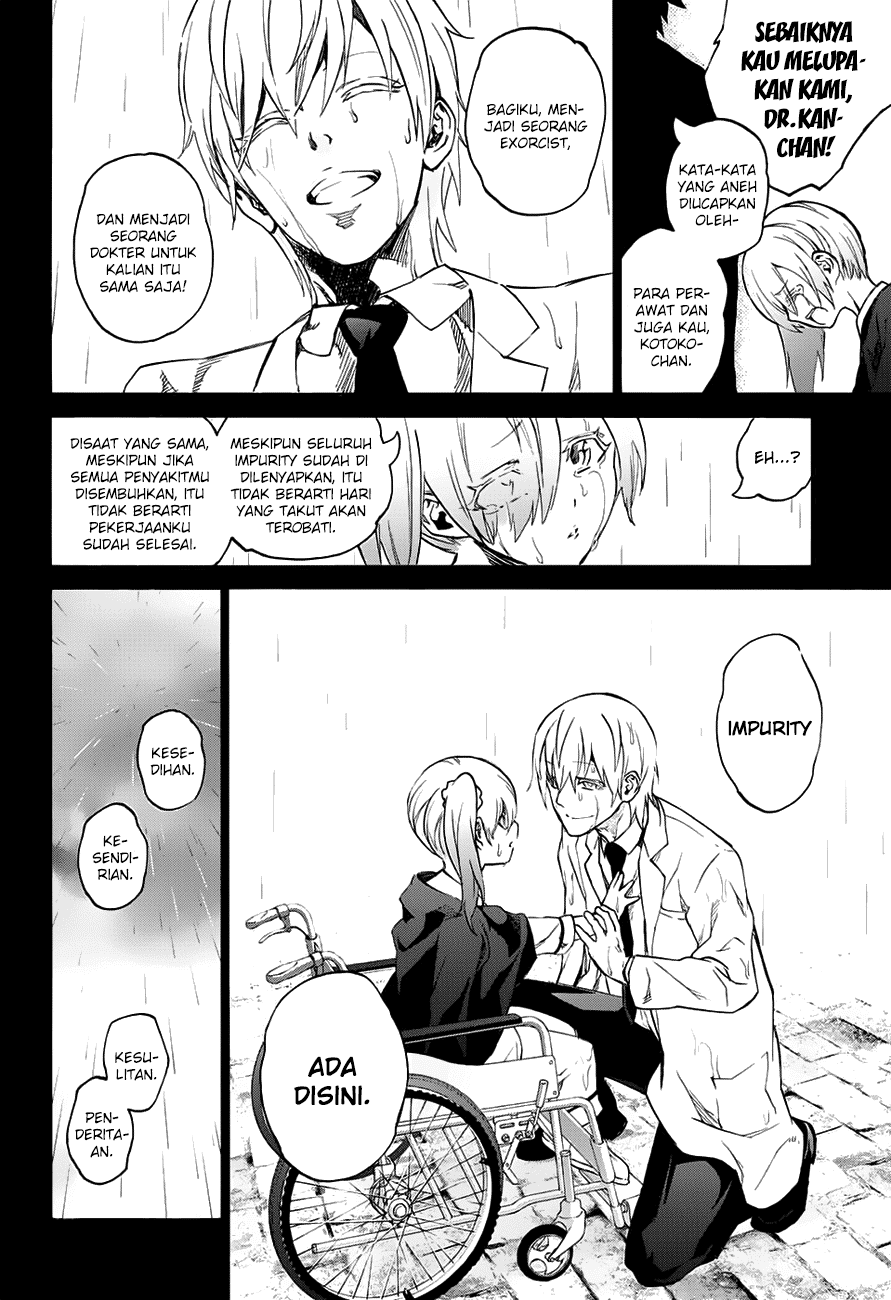 SEBAIKNYA
KAU MELUPA-
KAN KAMI,
DR.KAN-
CHAN!
KATA-KATA
YANG ANEH
DIUCAPKAN
OLEH-
PARA PER-
AWAT DAN
JUGA KAU,
KOTOKO-
CHAN.
BAGIKU, MEN-
JADI SEORANG
EXORCIST,
DAN MENJADI
SEORANG
DOKTER UNTUK
KALIAN ITU
SAMA SAJA!
EH...?
MESKIPUN SELURUH
IMPURITY SUDAH DI
DILENYAPKAN, ITU
TIDAK BERARTI HARI
YANG TAKUT AKAN
TEROBATI.
DISAAT YANG SAMA,
MESKIPUN JIKA
SEMUA PENYAKITMU
DISEMBUHKAN, ITU
TIDAK BERARTI
PEKERJAANKU
SUDAH SELESAI.
IMPURITY
ADA
DISINI.
KESE-
DIHAN.
KE-
SENDI-
RIAN.
KESU-
LITAN.
PEN-
DERITA-
AN.